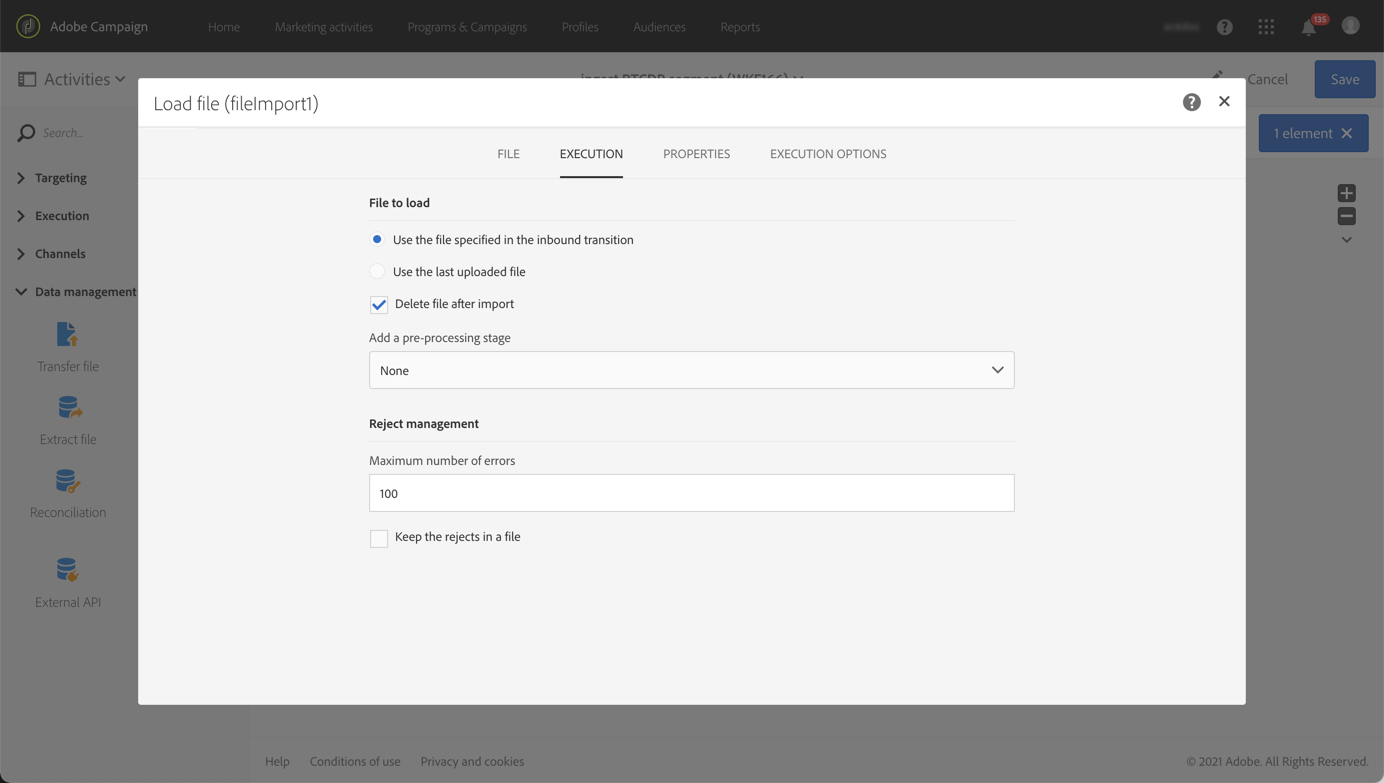 Adobe Campaign Home Marketing activities Programs & Campaigns Profiles Audiences Reports 135
Activities Cancel Save
Load file (fileImport1)
Search...
1 element
FILE EXECUTION PROPERTIES EXECUTION OPTIONS
Targeting
Execution
Channels
Data management
Transfer file
Extract file
Reconciliation
External API
File to load
Use the file specified in the inbound transition
Use the last uploaded file
Delete file after import
Add a pre-processing stage
None
Reject management
Maximum number of errors
100
Keep the rejects in a file
Help Conditions of use Privacy and cookies © 2021 Adobe. All Rights Reserved.